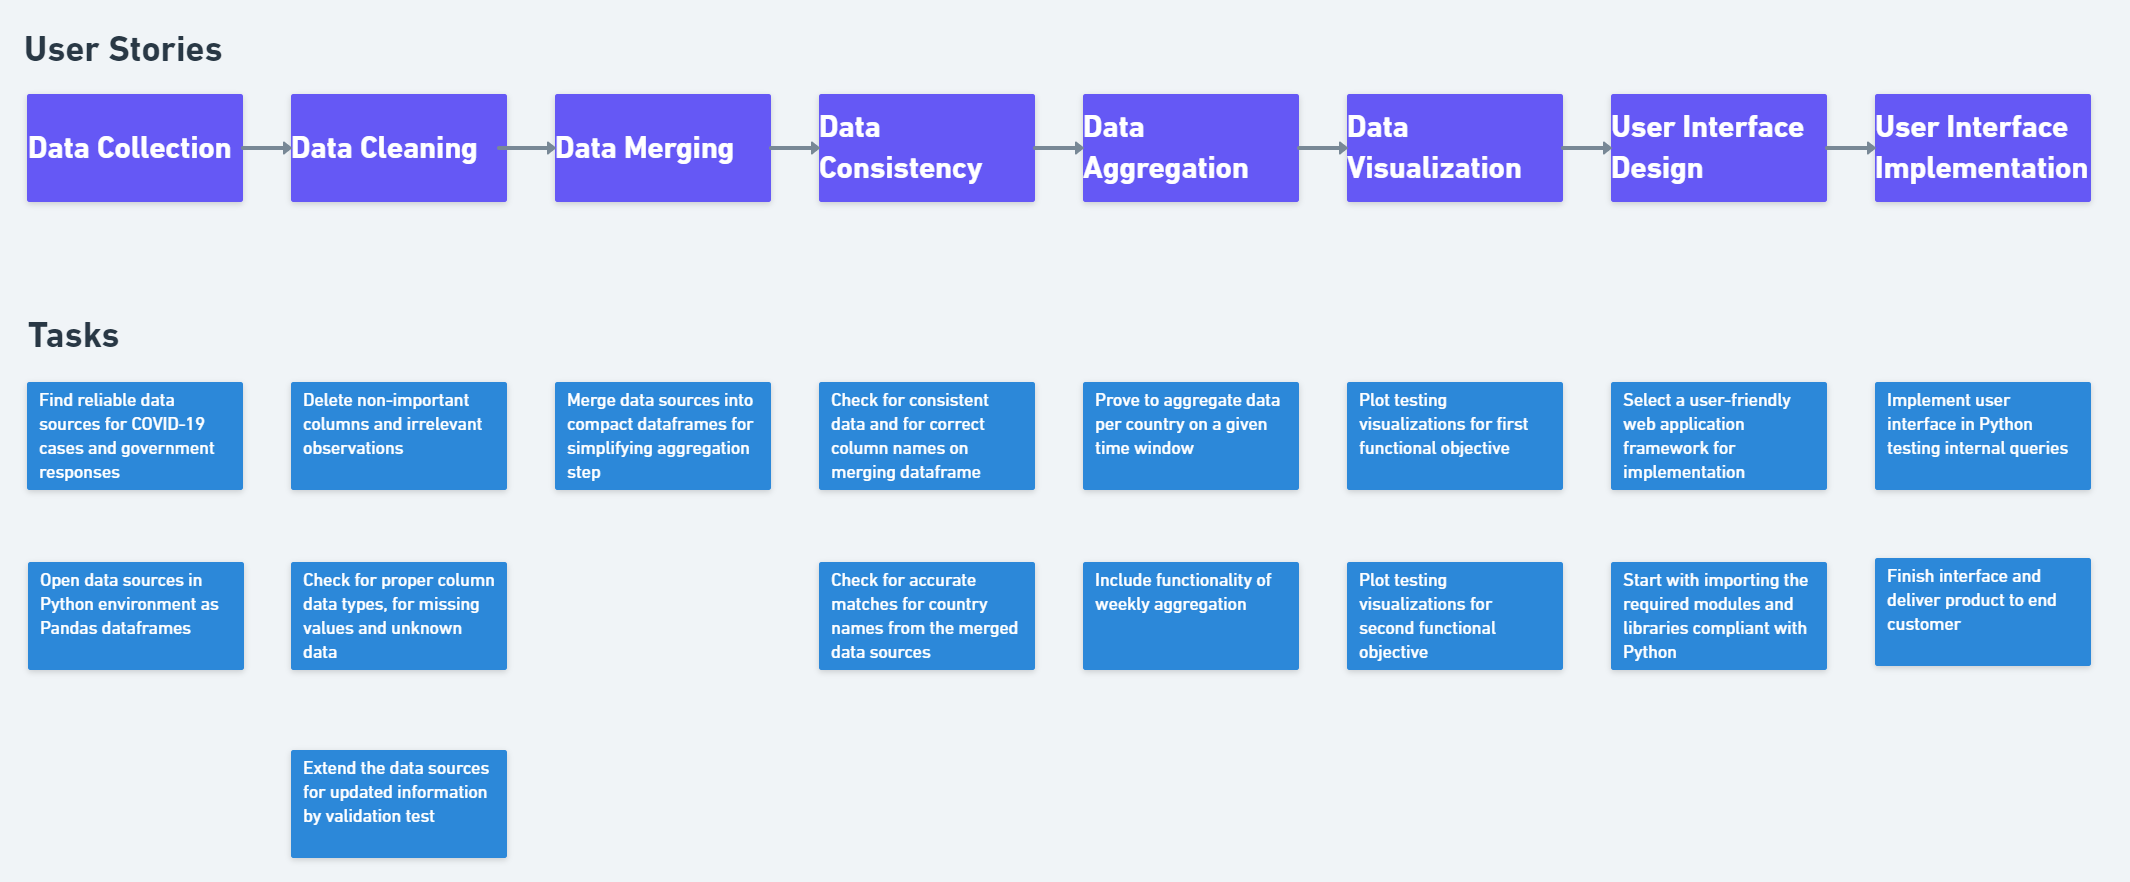 User Stories
Data Collection
Data Cleaning
Data Merging
Data
Consistency
Data
Aggregation
Data
Visualization
User Interface
Design
User Interface
Implementation
Tasks
Find reliable data
sources for COVID-19
cases and government
responses
Delete non-important
columns and irrelevant
observations
Merge data sources into
compact dataframes for
simplifying aggregation
step
Check for consistent
data and for correct
column names on
merging dataframe
Prove to aggregate data
per country on a given
time window
Plot testing
visualizations for first
functional objective
Select a user-friendly
web application
framework for
implementation
Implement user
interface in Python
testing internal queries
Open data sources in
Python environment as
Pandas dataframes
Check for proper column
data types, for missing
values and unknown
data
Check for accurate
matches for country
names from the merged
data sources
Include functionality of
weekly aggregation
Plot testing
visualizations for
second functional
objective
Start with importing the
required modules and
libraries compliant with
Python
Finish interface and
deliver product to end
customer
Extend the data sources
for updated information
by validation test